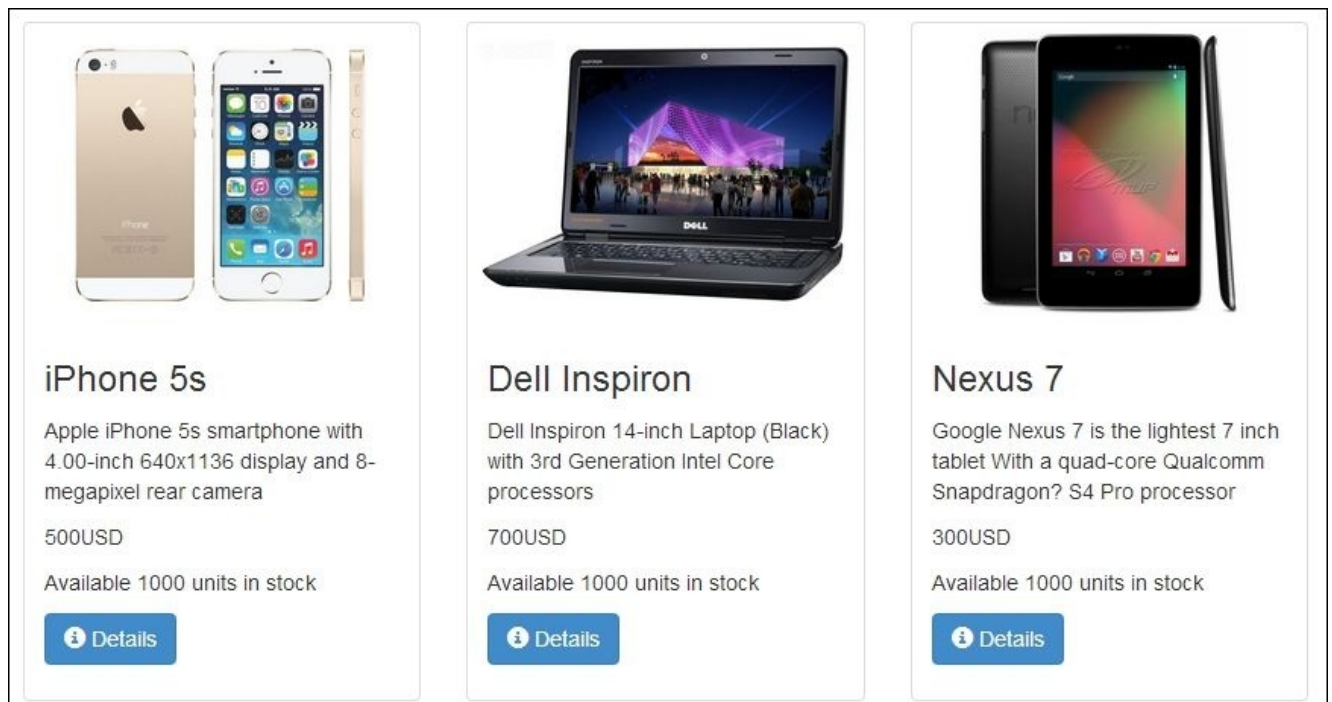 iPhone
DELL
Google
iPhone 5s
Apple iPhone 5s smartphone with
4.00-inch 640x1136 display and 8-
megapixel rear camera
500USD
Available 1000 units in stock
Details
Dell Inspiron
Dell Inspiron 14-inch Laptop (Black)
with 3rd Generation Intel Core
processors
700USD
Available 1000 units in stock
Details
Nexus 7
Google Nexus 7 is the lightest 7 inch
tablet With a quad-core Qualcomm
Snapdragon? S4 Pro processor
300USD
Available 1000 units in stock
Details